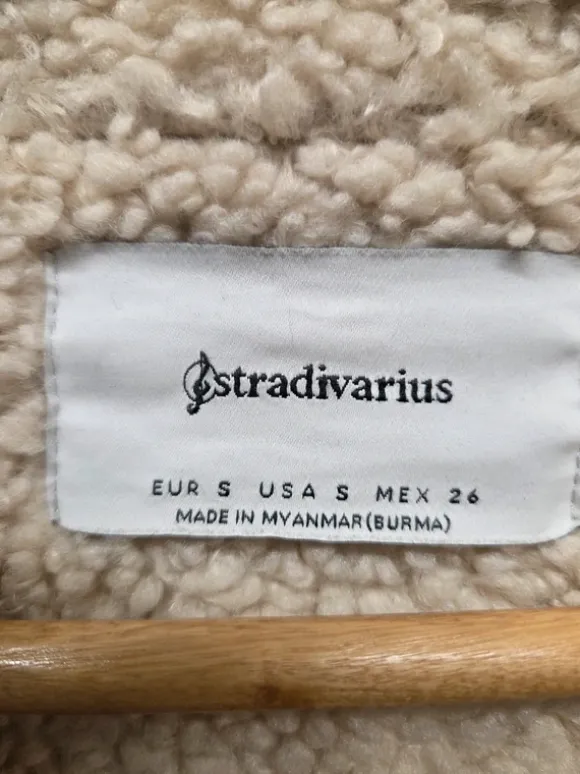 stradivarius
EUR S USA S MEX 26
MADE IN MYANMAR(BURMA)